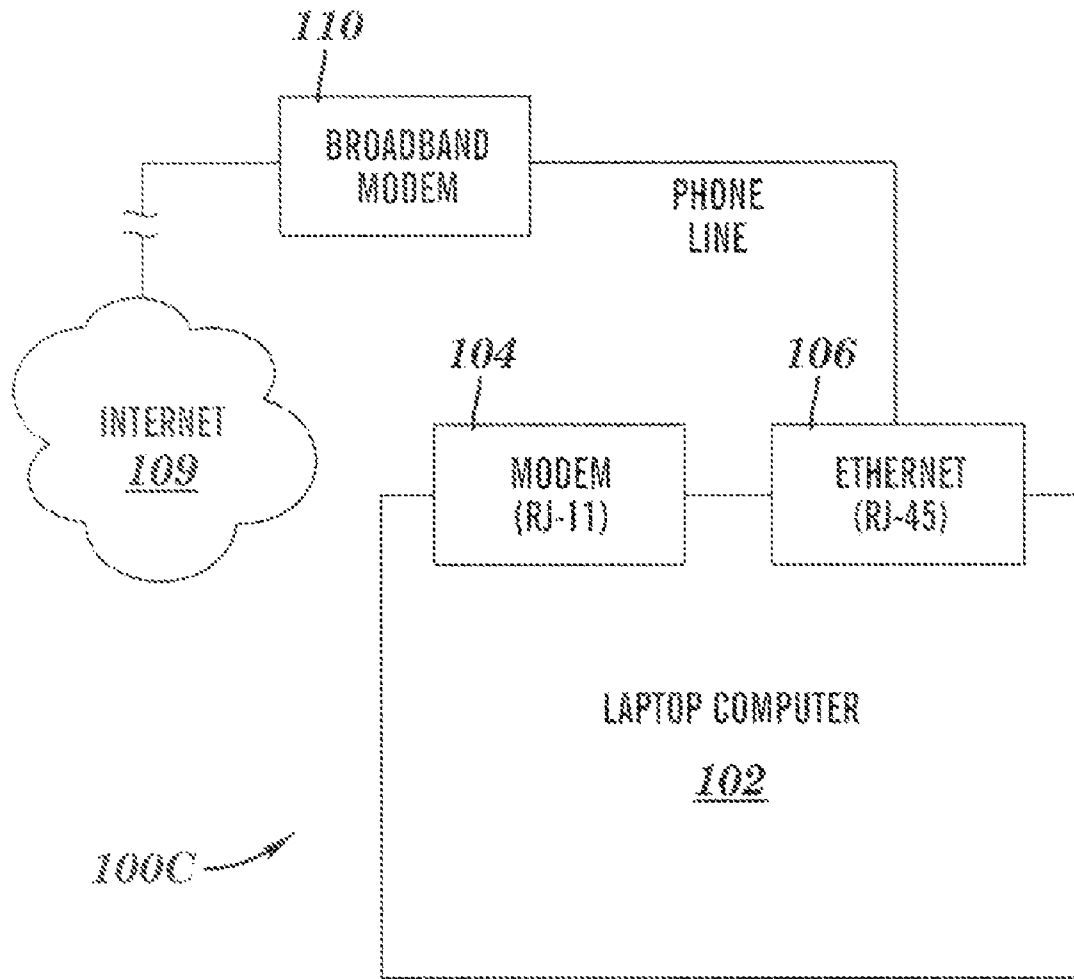 110
BROADBAND
MODEM
PHONE
LINE
104
106
INTERNET
109
MODEM
(RJ-11)
ETHERNET
(RJ-45)
LAPTOP COMPUTER
102
100C